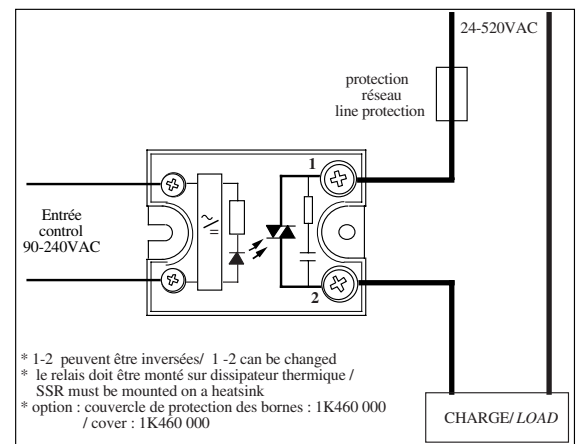 24-520VAC
protection
réseau
line protection
1
Entrée
control
90-240VAC
~/=
2
* 1-2 peuvent être inversées/ 1 -2 can be changed
* le relais doit être monté sur dissipateur thermique /
SSR must be mounted on a heatsink
* option : couvercle de protection des bornes : 1K460 000
/ cover : 1K460 000
CHARGE/ LOAD